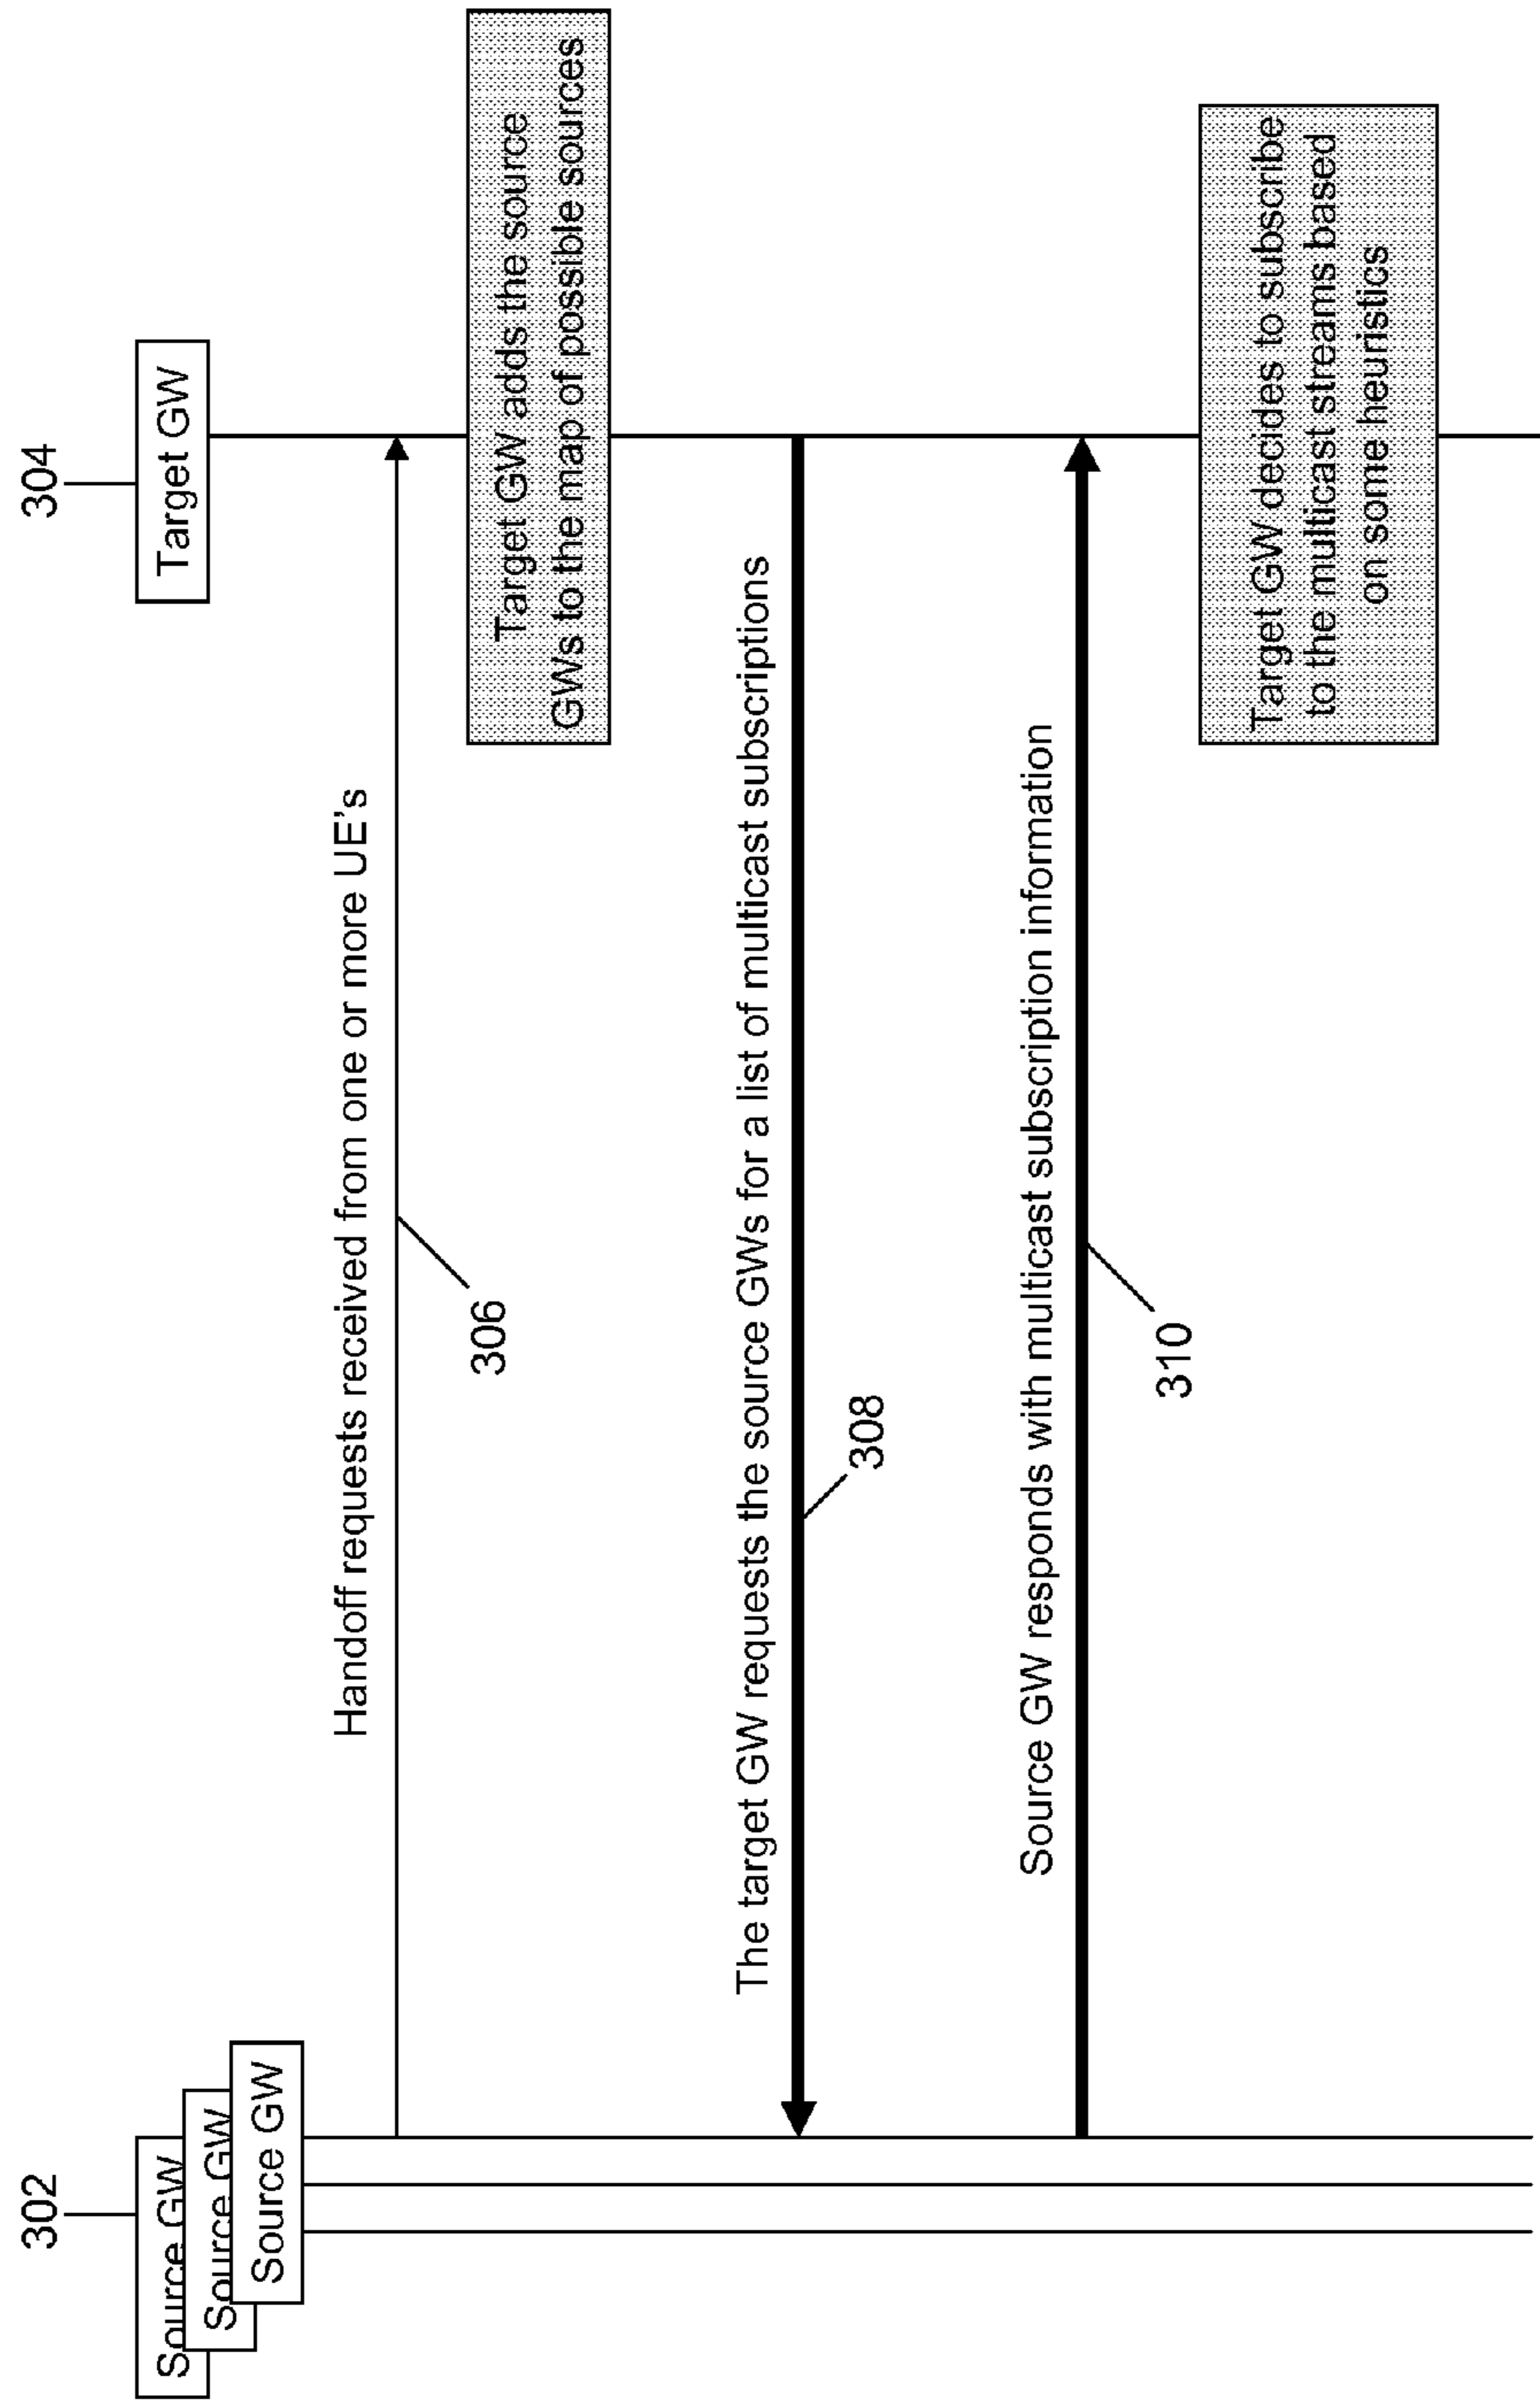 302
304
Source GW
Source GW
Source GW
Target GW
Handoff requests received from one or more UE's
306
Target GW adds the source
GWs to the map of possible sources
The target GW requests the source GWs for a list of multicast subscriptions
308
Source GW responds with multicast subscription information
310
Target GW decides to subscribe
to the multicast streams based
on some heuristics